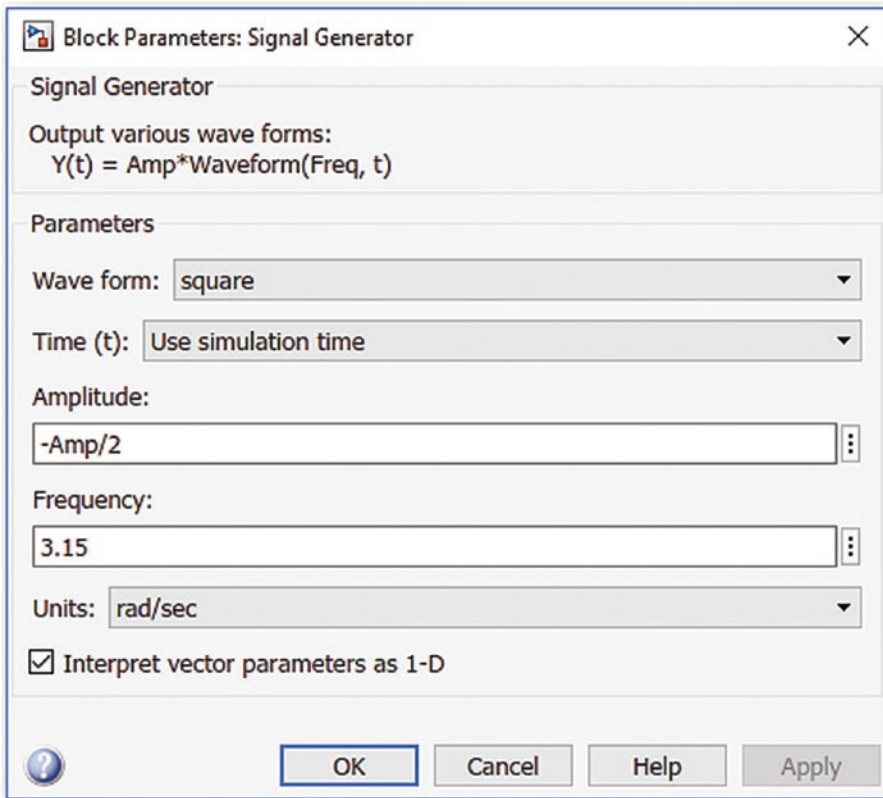 Block Parameters: Signal Generator
Signal Generator
Output various wave forms:
Y(t) = Amp*Waveform(Freq, t)
Parameters
Wave form: square
Time (t): Use simulation time
Amplitude:
-Amp/2
Frequency:
3.15
Units: rad/sec
Interpret vector parameters as 1-D
? OK Cancel Help Apply